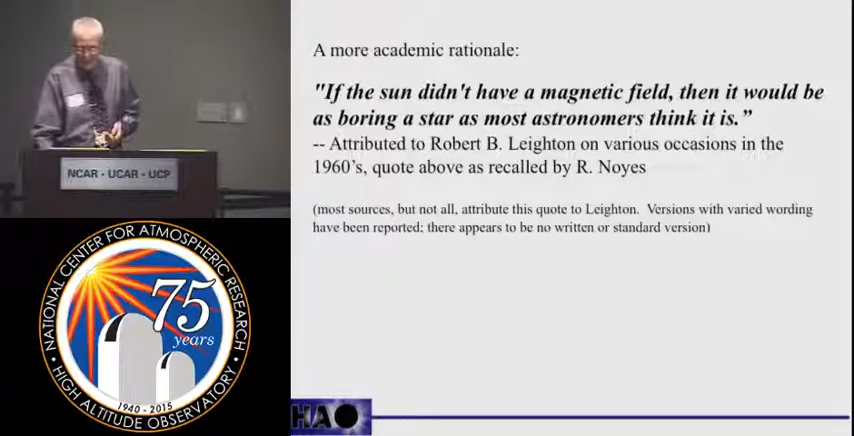 A more academic rationale:
"If the sun didn't have a magnetic field, then it would be
as boring a star as most astronomers think it is.”
-- Attributed to Robert B. Leighton on various occasions in the
1960’s, quote above as recalled by R. Noyes
(most sources, but not all, attribute this quote to Leighton.  Versions with varied wording
have been reported; there appears to be no written or standard version)
NCAR - UCAR - UCP
NATIONAL CENTER FOR ATMOSPHERIC RESEARCH
75
years
1940 - 2015
HIGH ALTITUDE OBSERVATORY
HAO